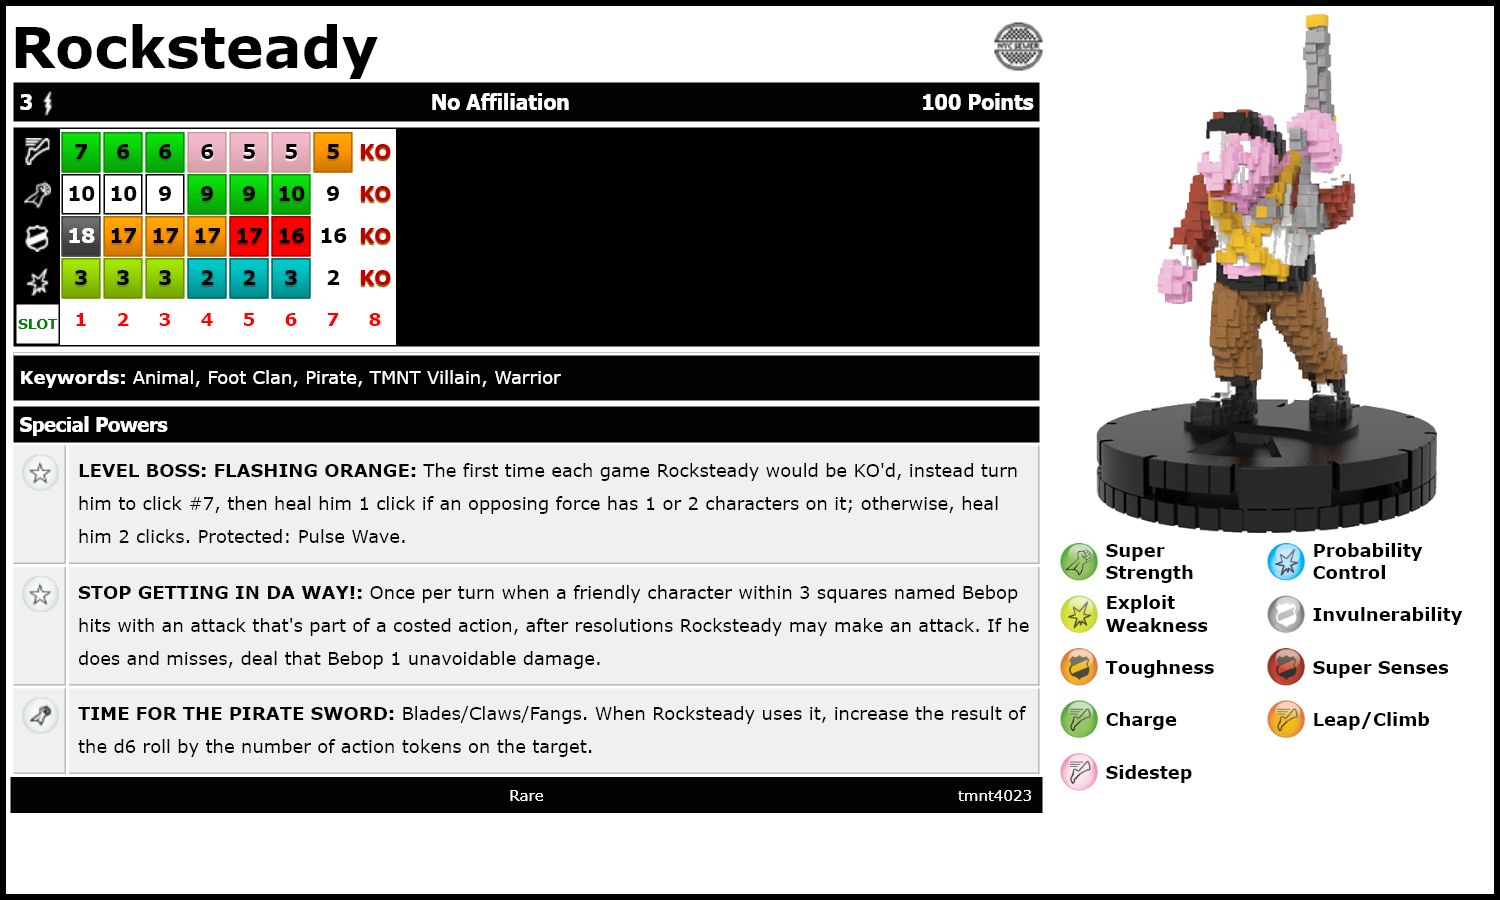 Rocksteady
NYC SEWER
3 No Affiliation 100 Points
7 6 6 6 5 5 5 KO
10 10 9 9 9 10 9 KO
18 17 17 17 17 16 16 KO
3 3 3 2 2 3 2 KO
SLOT 1 2 3 4 5 6 7 8
Keywords: Animal, Foot Clan, Pirate, TMNT Villain, Warrior
Special Powers
LEVEL BOSS: FLASHING ORANGE: The first time each game Rocksteady would be KO'd, instead turn
him to click #7, then heal him 1 click if an opposing force has 1 or 2 characters on it; otherwise, heal
him 2 clicks. Protected: Pulse Wave.
STOP GETTING IN DA WAY!: Once per turn when a friendly character within 3 squares named Bebop
hits with an attack that's part of a costed action, after resolutions Rocksteady may make an attack. If he
does and misses, deal that Bebop 1 unavoidable damage.
TIME FOR THE PIRATE SWORD: Blades/Claws/Fangs. When Rocksteady uses it, increase the result of
the d6 roll by the number of action tokens on the target.
Rare tmnt4023
Super
Strength
Probability
Control
Exploit
Weakness
Invulnerability
Toughness
Super Senses
Charge
Leap/Climb
Sidestep